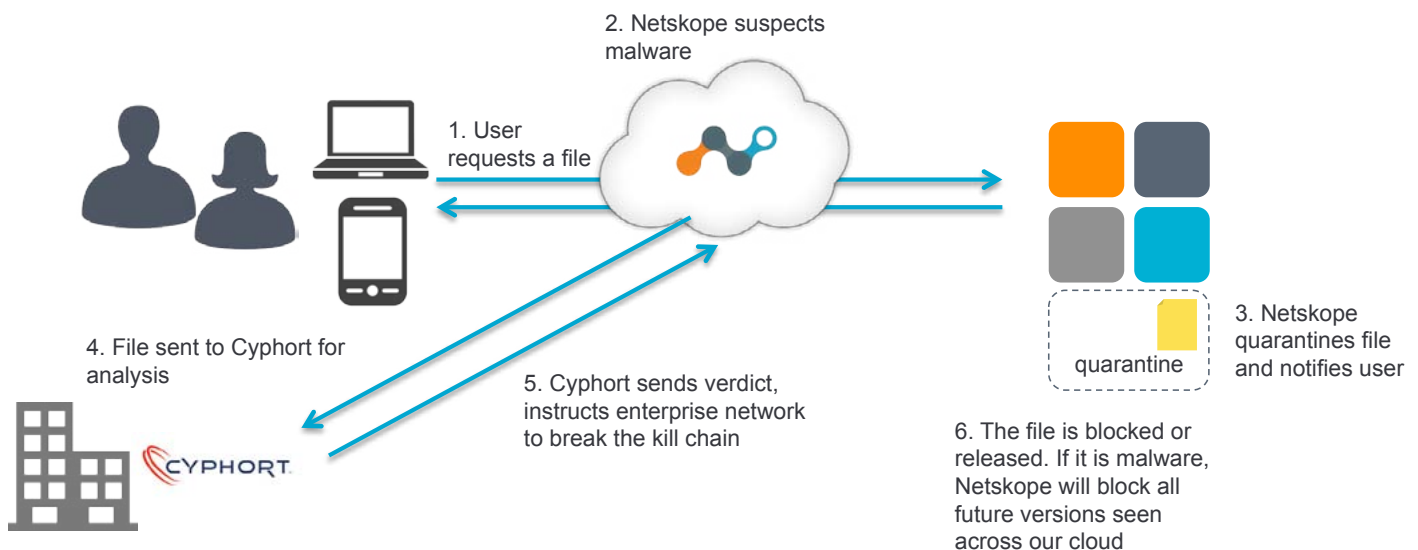 2. Netskope suspects
malware
1. User
requests a file
3. Netskope
quarantines file
and notifies user
quarantine
4. File sent to Cyphort for
analysis
5. Cyphort sends verdict,
instructs enterprise network
to break the kill chain
CYPHORT
6. The file is blocked or
released. If it is malware,
Netskope will block all
future versions seen
across our cloud